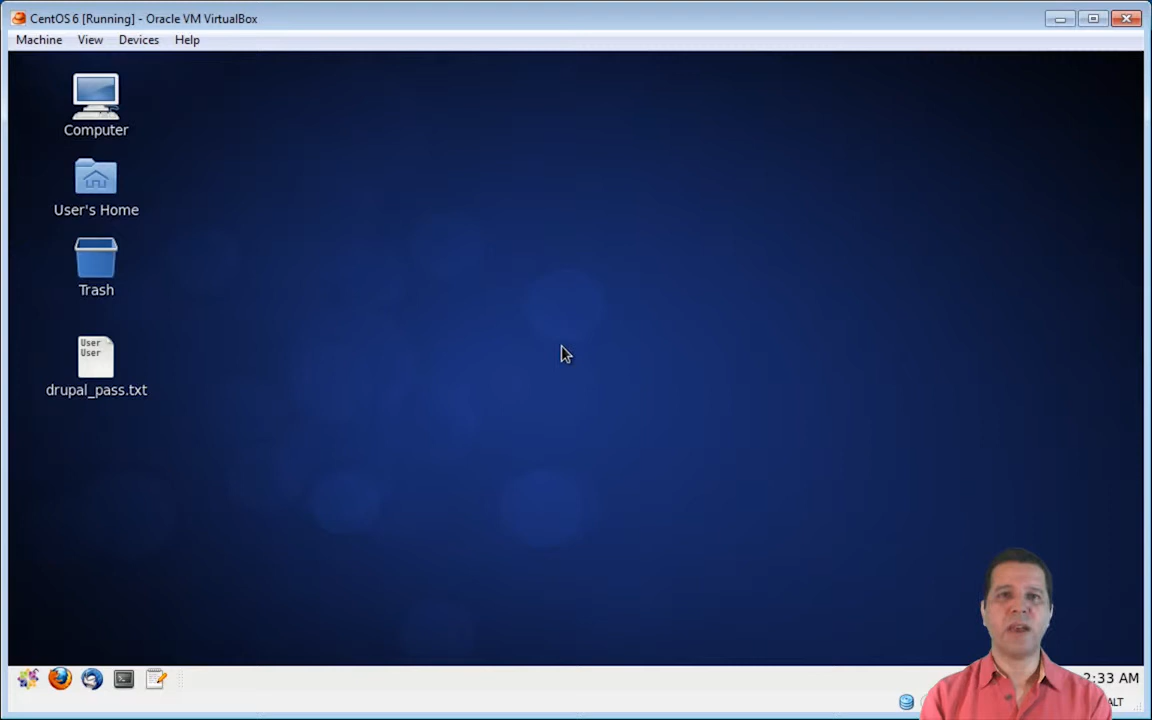 CentOS 6 [Running] - Oracle VM VirtualBox
Machine View Devices Help
Computer
User's Home
Trash
User
User
drupal_pass.txt
2:33 AM
ALT